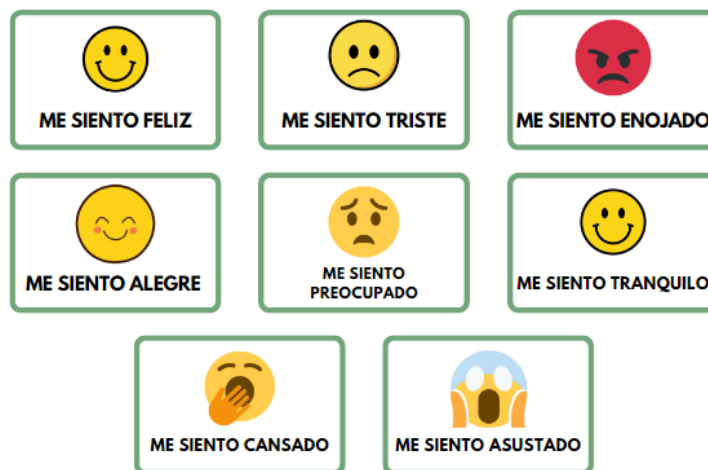 ME SIENTO FELIZ
ME SIENTO TRISTE
ME SIENTO ENOJADO
ME SIENTO ALEGRE
ME SIENTO
PREOCUPADO
ME SIENTO TRANQUILO
ME SIENTO CANSADO
ME SIENTO ASUSTADO